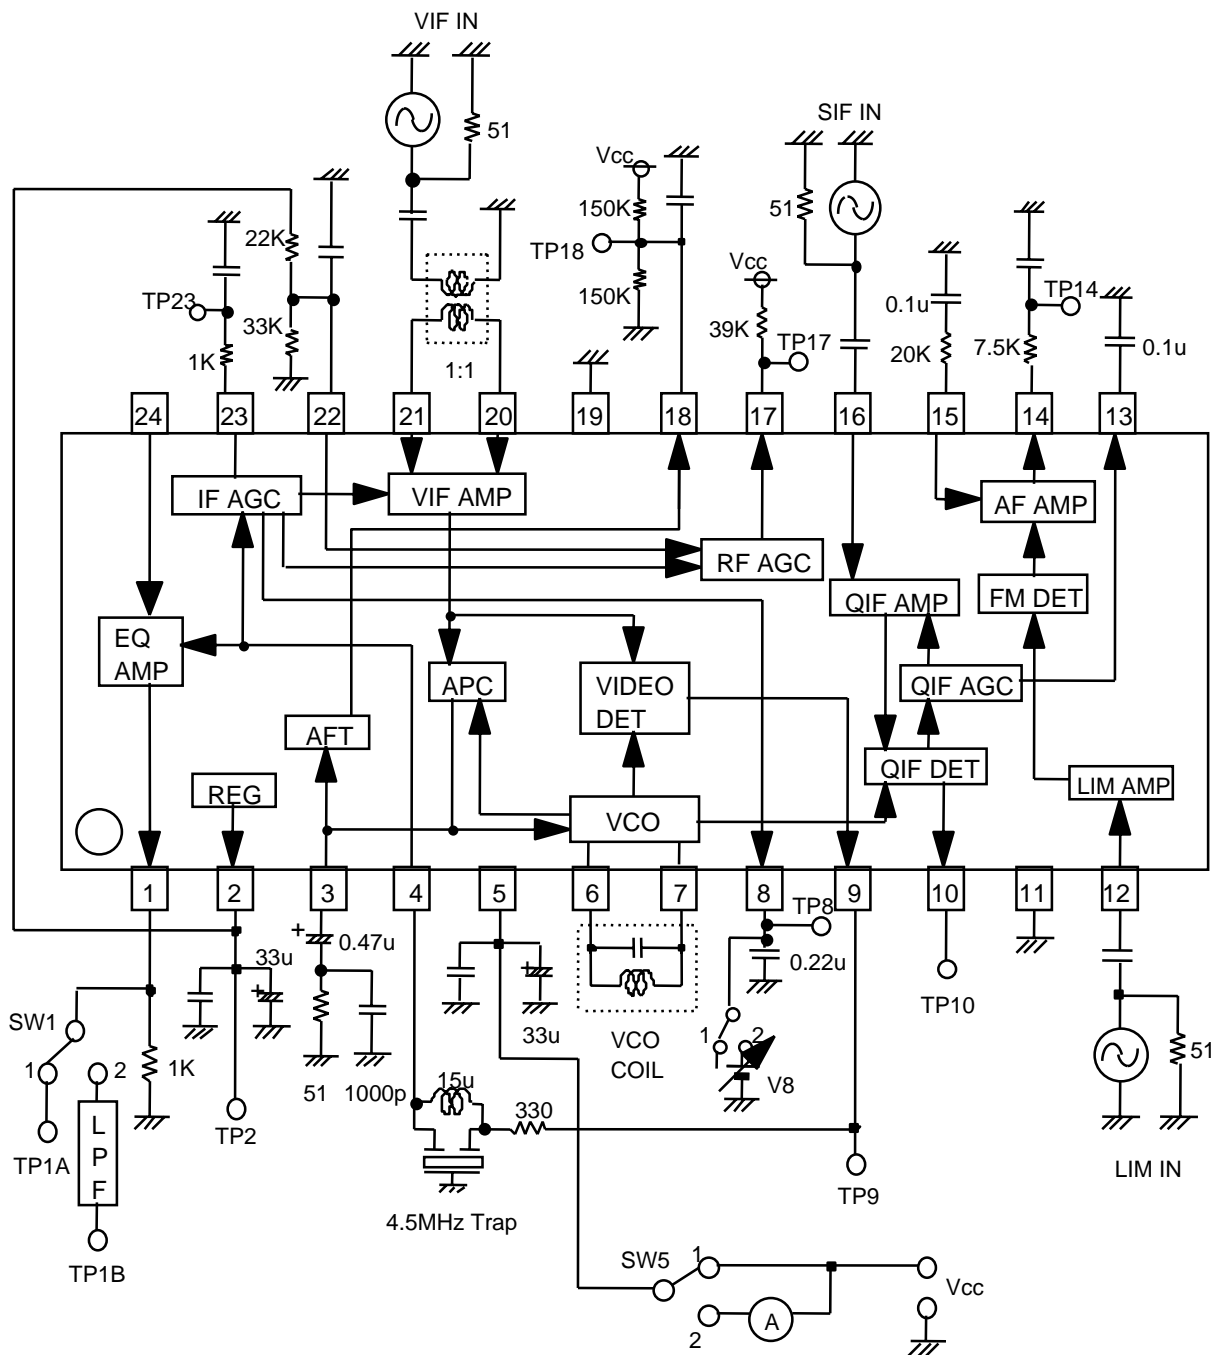 VIF IN
51
SIF IN
Vcc
51
150K
TP18
150K
22K
TP23
33K
1K
1:1
Vcc
39K
TP17
0.1u
20K
TP14
7.5K
0.1u
24
23
22
21
20
19
18
17
16
15
14
13
IF AGC
VIF AMP
AF AMP
RF AGC
QIF AMP
FM DET
EQ
AMP
APC
VIDEO
DET
QIF AGC
AFT
QIF DET
REG
LIM AMP
VCO
1
2
3
4
5
6
7
8
9
10
11
12
33u
0.47u
33u
TP8
0.22u
TP10
SW1
1
2
1K
TP2
51
1000p
15u
330
VCO
COIL
1
2
V8
51
L
P
F
TP1A
TP1B
4.5MHz Trap
TP9
LIM IN
SW5
1
2
A
Vcc